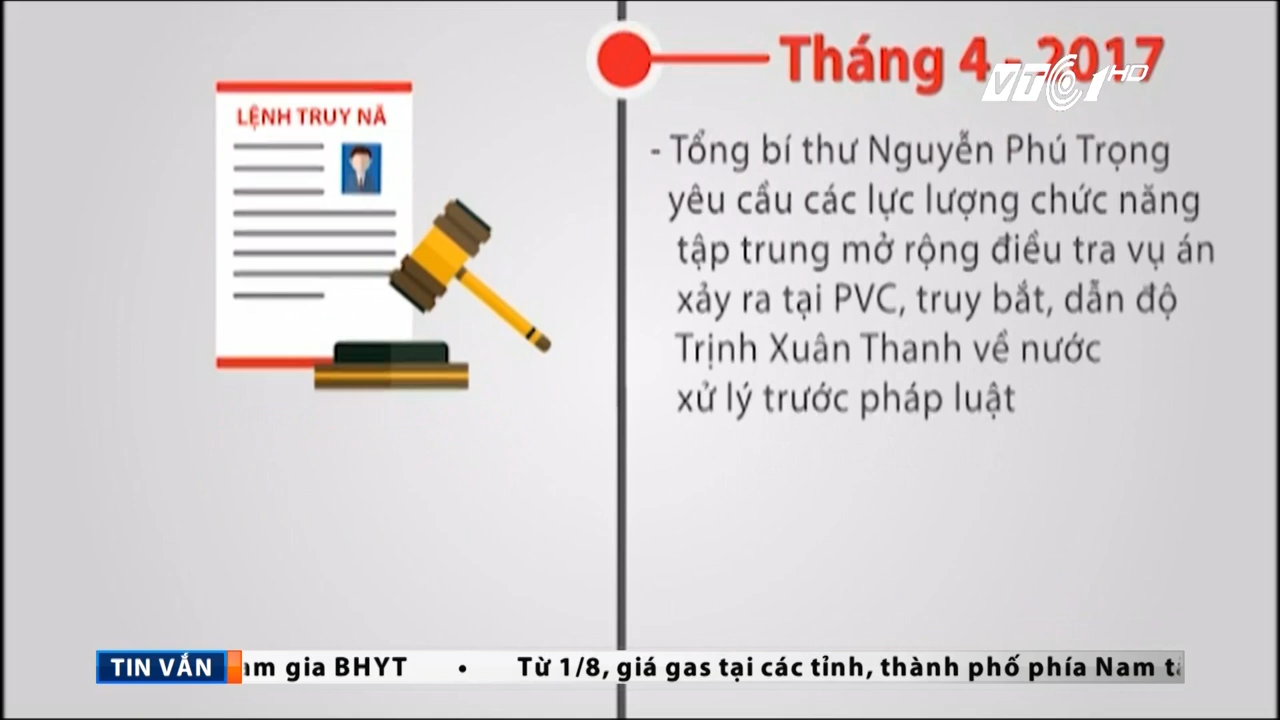 Tháng 4 - 2017
VTC1 HD
LỆNH TRUY NÃ
- Tổng bí thư Nguyễn Phú Trọng
yêu cầu các lực lượng chức năng
tập trung mở rộng điều tra vụ án
xảy ra tại PVC, truy bắt, dẫn độ
Trịnh Xuân Thanh về nước
xử lý trước pháp luật
TIN VẮN gia BHYT • Từ 1/8, giá gas tại các tỉnh, thành phố phía Nam